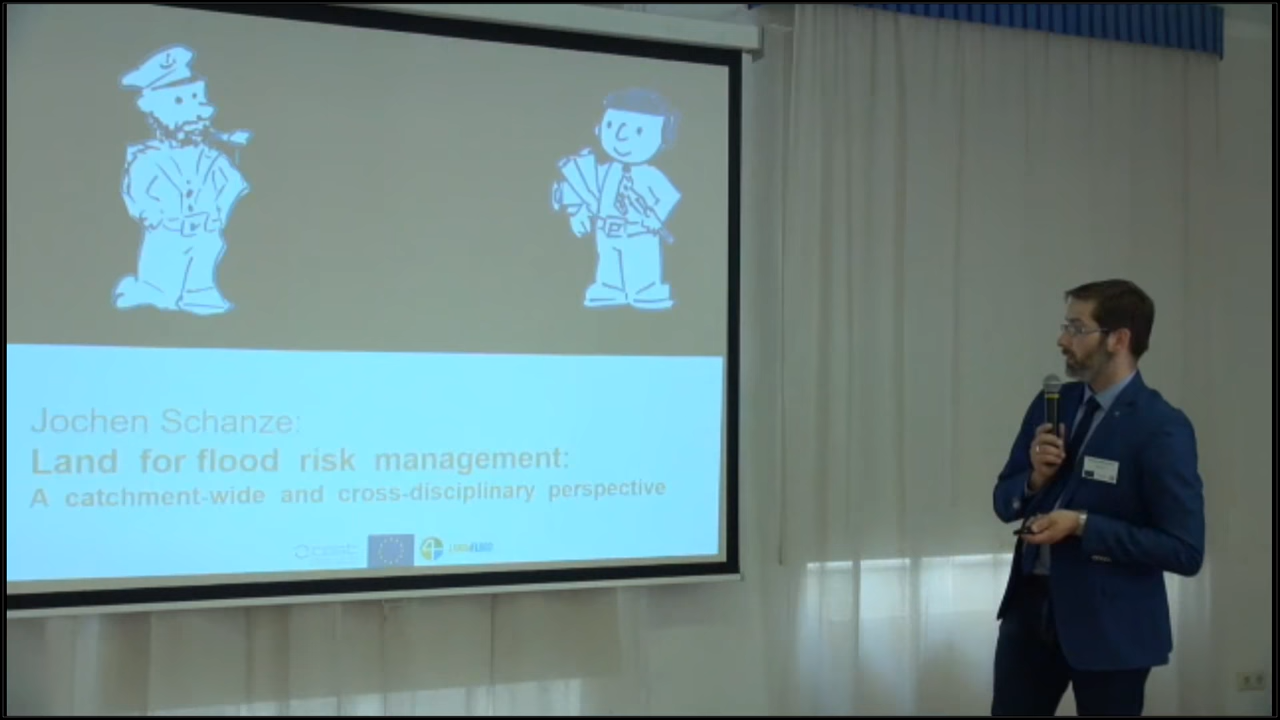 Jochen Schanze:
Land for flood risk management:
A catchment-wide and cross-disciplinary perspective